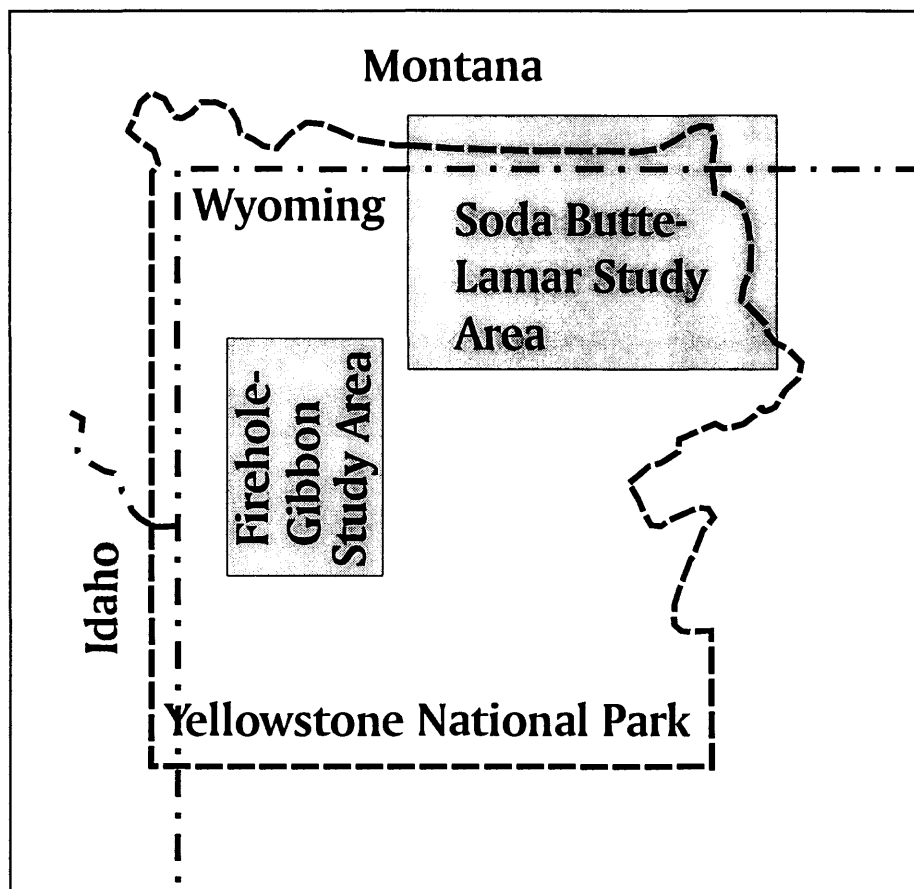 Montana
Wyoming
Soda Butte-
Lamar Study
Area
Firehole-
Gibbon
Study Area
Idaho
Yellowstone National Park